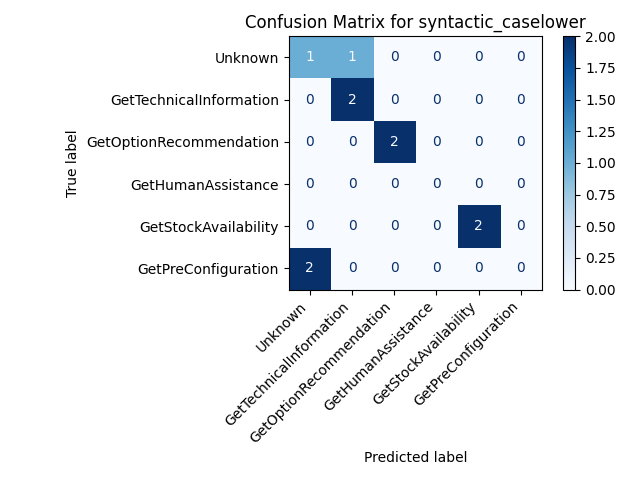 Confusion Matrix for syntactic_caselower
True label
Unknown 1 1 0 0 0 0
GetTechnicalInformation 0 2 0 0 0 0
GetOptionRecommendation 0 0 2 0 0 0
GetHumanAssistance 0 0 0 0 0 0
GetStockAvailability 0 0 0 0 2 0
GetPreConfiguration 2 0 0 0 0 0
Unknown
GetTechnicalInformation
GetOptionRecommendation
GetHumanAssistance
GetStockAvailability
GetPreConfiguration
Predicted label
2.00
1.75
1.50
1.25
1.00
0.75
0.50
0.25
0.00